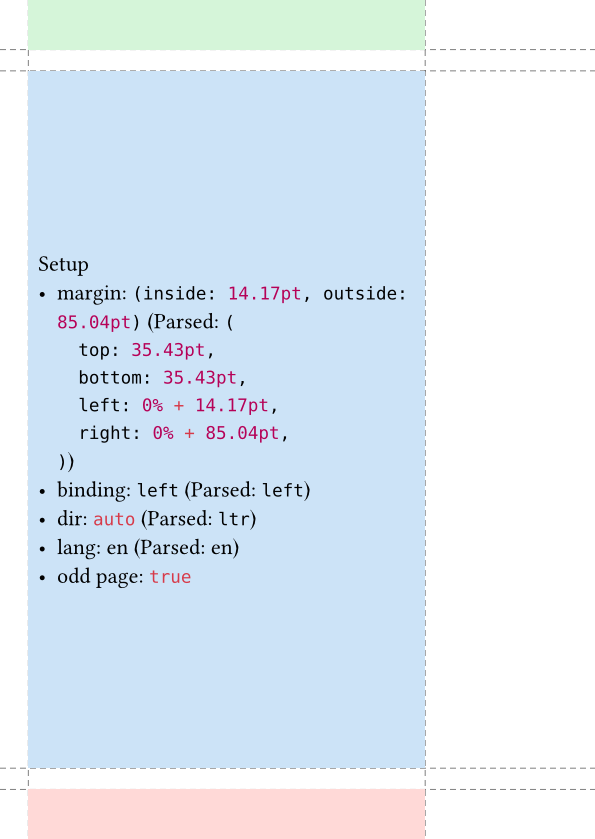 Setup
• margin: (inside: 14.17pt, outside:
85.04pt) (Parsed: (
top: 35.43pt,
bottom: 35.43pt,
left: 0% + 14.17pt,
right: 0% + 85.04pt,
))
• binding: left (Parsed: left)
• dir: auto (Parsed: ltr)
• lang: en (Parsed: en)
• odd page: true